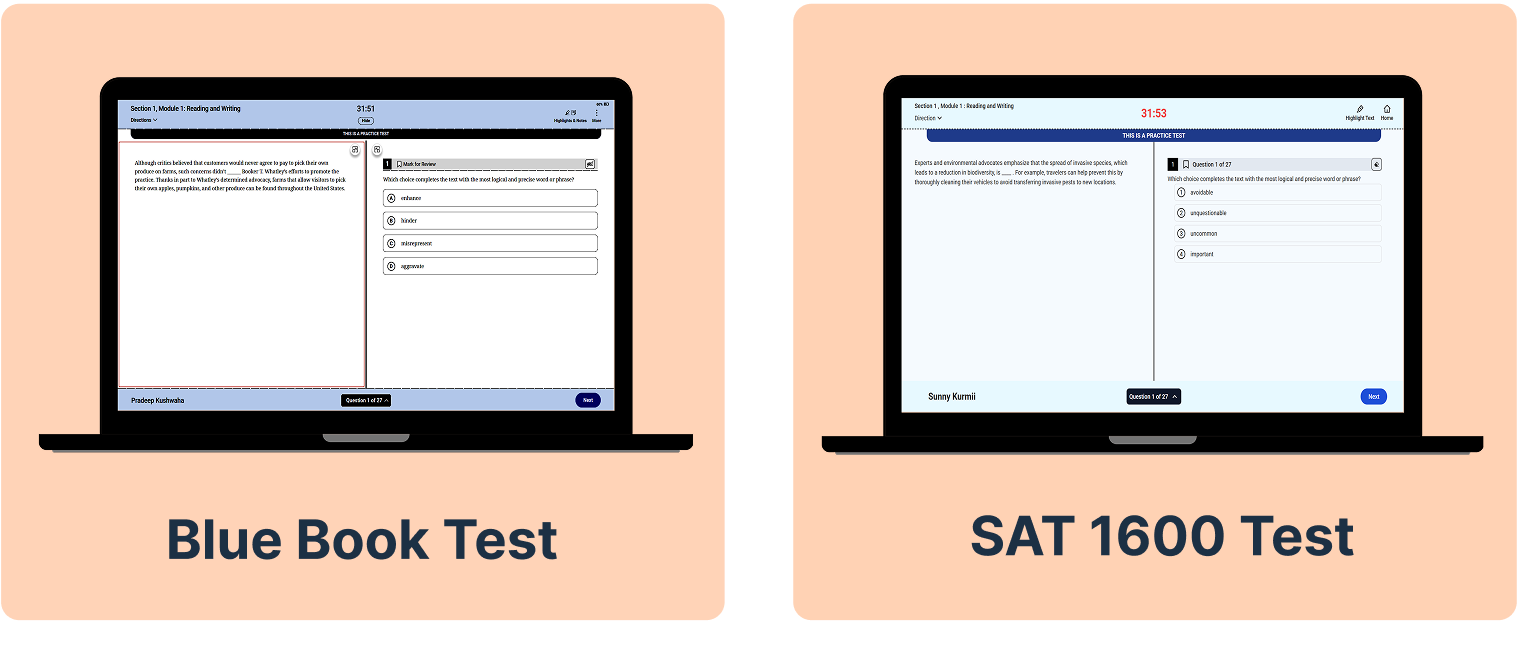 Section 1, Module 1: Reading and Writing
Directions
31:51
Hide
Highlights & Notes
More
THIS IS A PRACTICE TEST
Although critics believed that customers would never agree to pay to pick their own
produce on farms, such concerns didn't _____ Booker T. Whatley's efforts to promote the
practice. Thanks in part to Whatley's determined advocacy, farms that allow visitors to pick
their own apples, pumpkins, and other produce can be found throughout the United States.
1 Mark for Review
Which choice completes the text with the most logical and precise word or phrase?
A enhance
B hinder
C misrepresent
D aggravate
Pradeep Kushwaha
Question 1 of 27
Next
Blue Book Test
Section 1 , Module 1 : Reading and Writing
Direction
31:53
Highlight Text
Home
THIS IS A PRACTICE TEST
Experts and environmental advocates emphasize that the spread of invasive species, which
leads to a reduction in biodiversity, is ____ . For example, travelers can help prevent this by
thoroughly cleaning their vehicles to avoid transferring invasive pests to new locations.
1 Question 1 of 27
Which choice completes the text with the most logical and precise word or phrase?
1 avoidable
2 unquestionable
3 uncommon
4 important
Sunny Kurmii
Question 1 of 27
Next
SAT 1600 Test